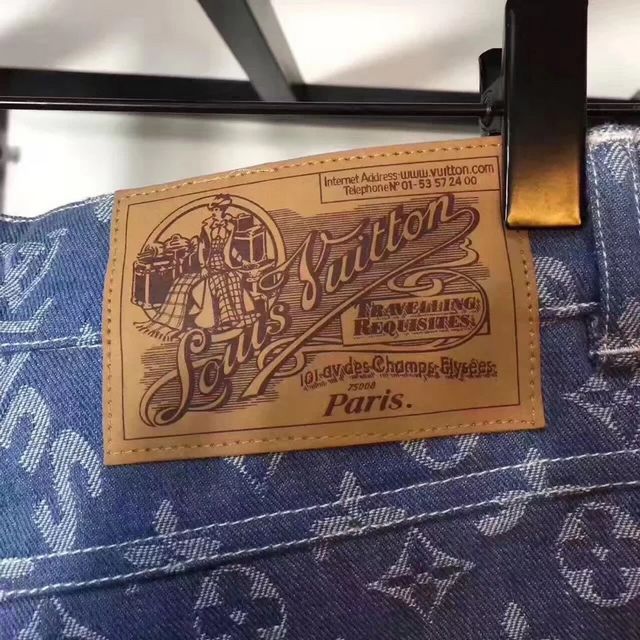 Internet Address:www.vuitton.com
Telephone Nº 01-53 57 24 00
Louis Vuitton
TRAVELLING
REQUISITES.
101 av des Champs Elysées
75008
Paris.